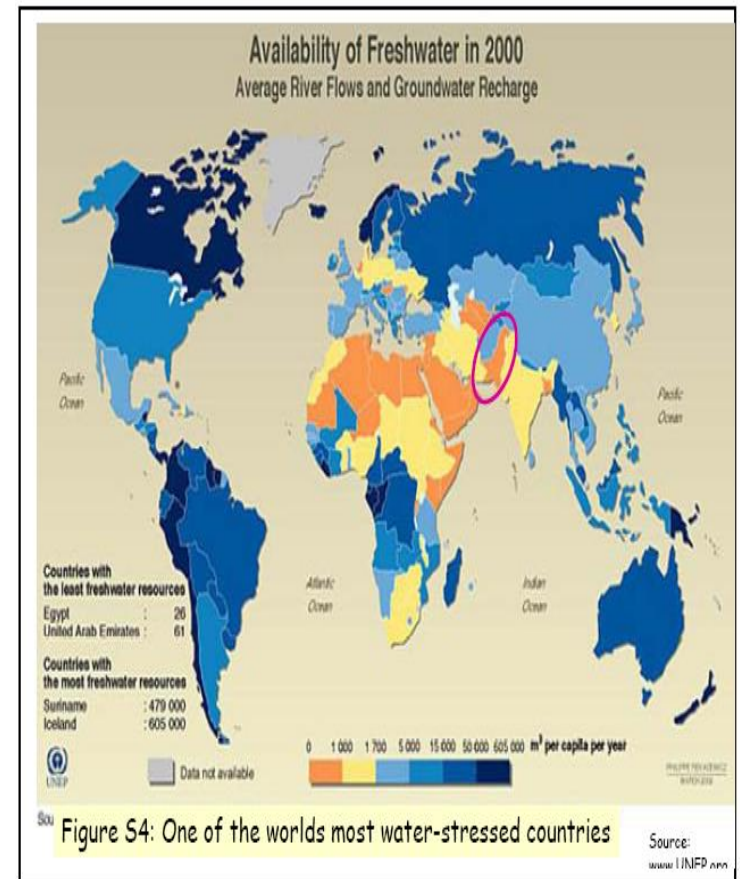 Availability of Freshwater in 2000
Average River Flows and Groundwater Recharge
Pacific
Ocean
Pacific
Ocean
Atlantic
Ocean
Indian
Ocean
Countries with
the least freshwater resources
Egypt : 26
United Arab Emirates : 61
Countries with
the most freshwater resources
Suriname : 479 000
Iceland : 605 000
0 1 000 1 700 5 000 15 000 50 000 605 000 m³ per capita per year
UNEP
Data not available
PHILIPPE REKACEWICZ
Sou
Figure S4: One of the worlds most water-stressed countries
Source:
www.UNEP.org